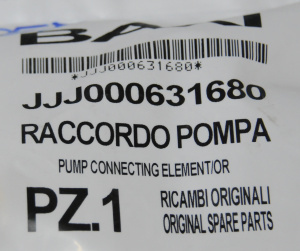 BAXI
*JJJ000631680*
JJJ000631680
RACCORDO POMPA
PUMP CONNECTING ELEMENT/OR
PZ.1
RICAMBI ORIGINALI
ORIGINAL SPARE PARTS